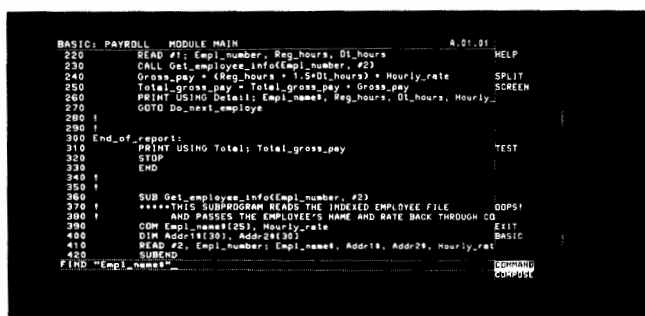 BASIC: PAYROLL MODULE MAIN A.01.01
220 READ #1; Empl_number, Reg_hours, Ot_hours HELP
230 CALL Get_employee_info(Empl_number, #2)
240 Gross_pay = (Reg_hours + 1.5*Ot_hours) * Hourly_rate SPLIT
250 Total_gross_pay = Total_gross_pay + Gross_pay SCREEN
260 PRINT USING Detail; Empl_name$, Reg_hours, Ot_hours, Hourly_
270 GOTO Do_next_employe
280 !
290 !
300 End_of_report:
310 PRINT USING Total; Total_gross_pay TEST
320 STOP
330 END
340 !
350 !
360 SUB Get_employee_info(Empl_number, #2)
370 ! *****THIS SUBPROGRAM READS THE INDEXED EMPLOYEE FILE OOPS!
380 ! AND PASSES THE EMPLOYEE'S NAME AND RATE BACK THROUGH CO
390 COM Empl_name$[25], Hourly_rate EXIT
400 DIM Addr1$[30], Addr2$[30] BASIC
410 READ #2, Empl_number; Empl_name$, Addr1$, Addr2$, Hourly_rat
420 SUBEND
FIND "Empl_name$"_ COMMAND
COMPOSE